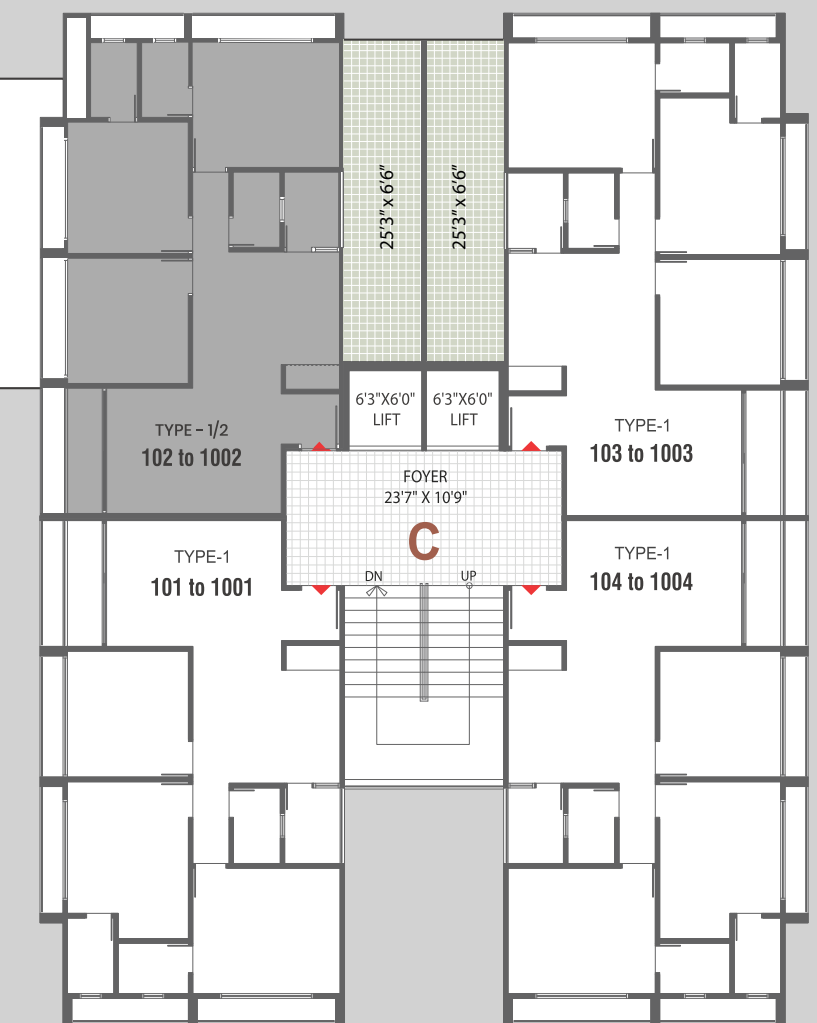 25'3" x 6'6"
25'3" x 6'6"
6'3"X6'0"
LIFT
6'3"X6'0"
LIFT
TYPE – 1/2
102 to 1002
TYPE-1
103 to 1003
FOYER
23'7" X 10'9"
C
DN
UP
TYPE-1
101 to 1001
TYPE-1
104 to 1004